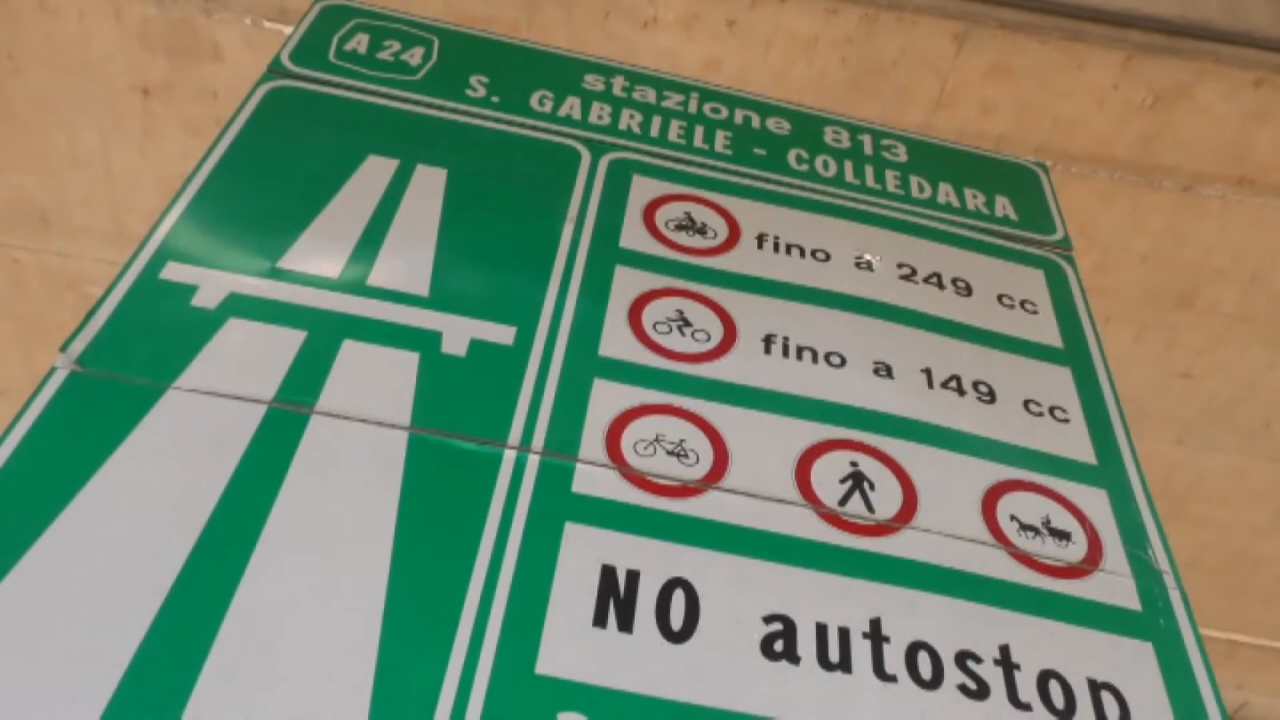 A 24
stazione 813
S. GABRIELE - COLLEDARA
fino a 249 cc
fino a 149 cc
NO autostop